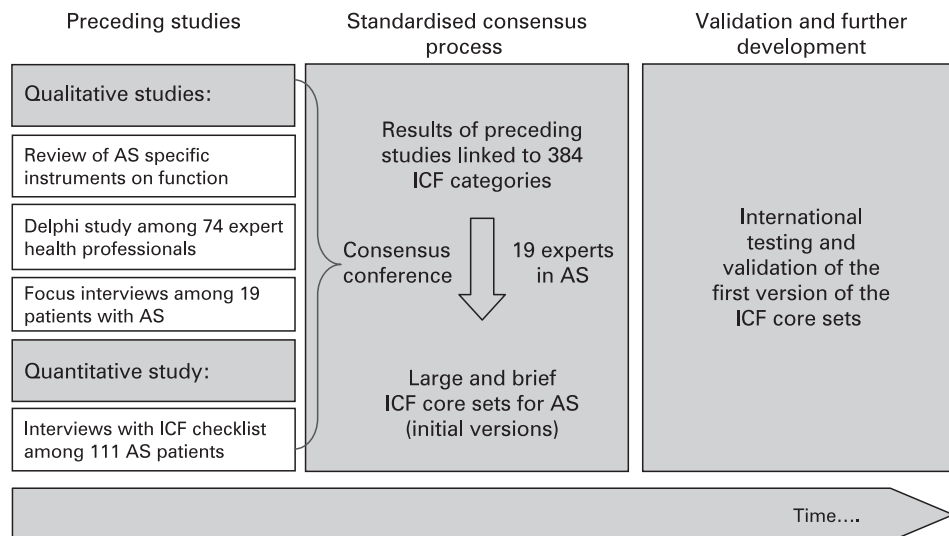 Preceding studies
Qualitative studies:
Review of AS specific
instruments on function
Delphi study among 74 expert
health professionals
Focus interviews among 19
patients with AS
Quantitative study:
Interviews with ICF checklist
among 111 AS patients
Standardised consensus
process
Results of preceding
studies linked to 384
ICF categories
Consensus
conference
19 experts
in AS
Large and brief
ICF core sets for AS
(initial versions)
Validation and further
development
International
testing and
validation of the
first version of the
ICF core sets
Time....